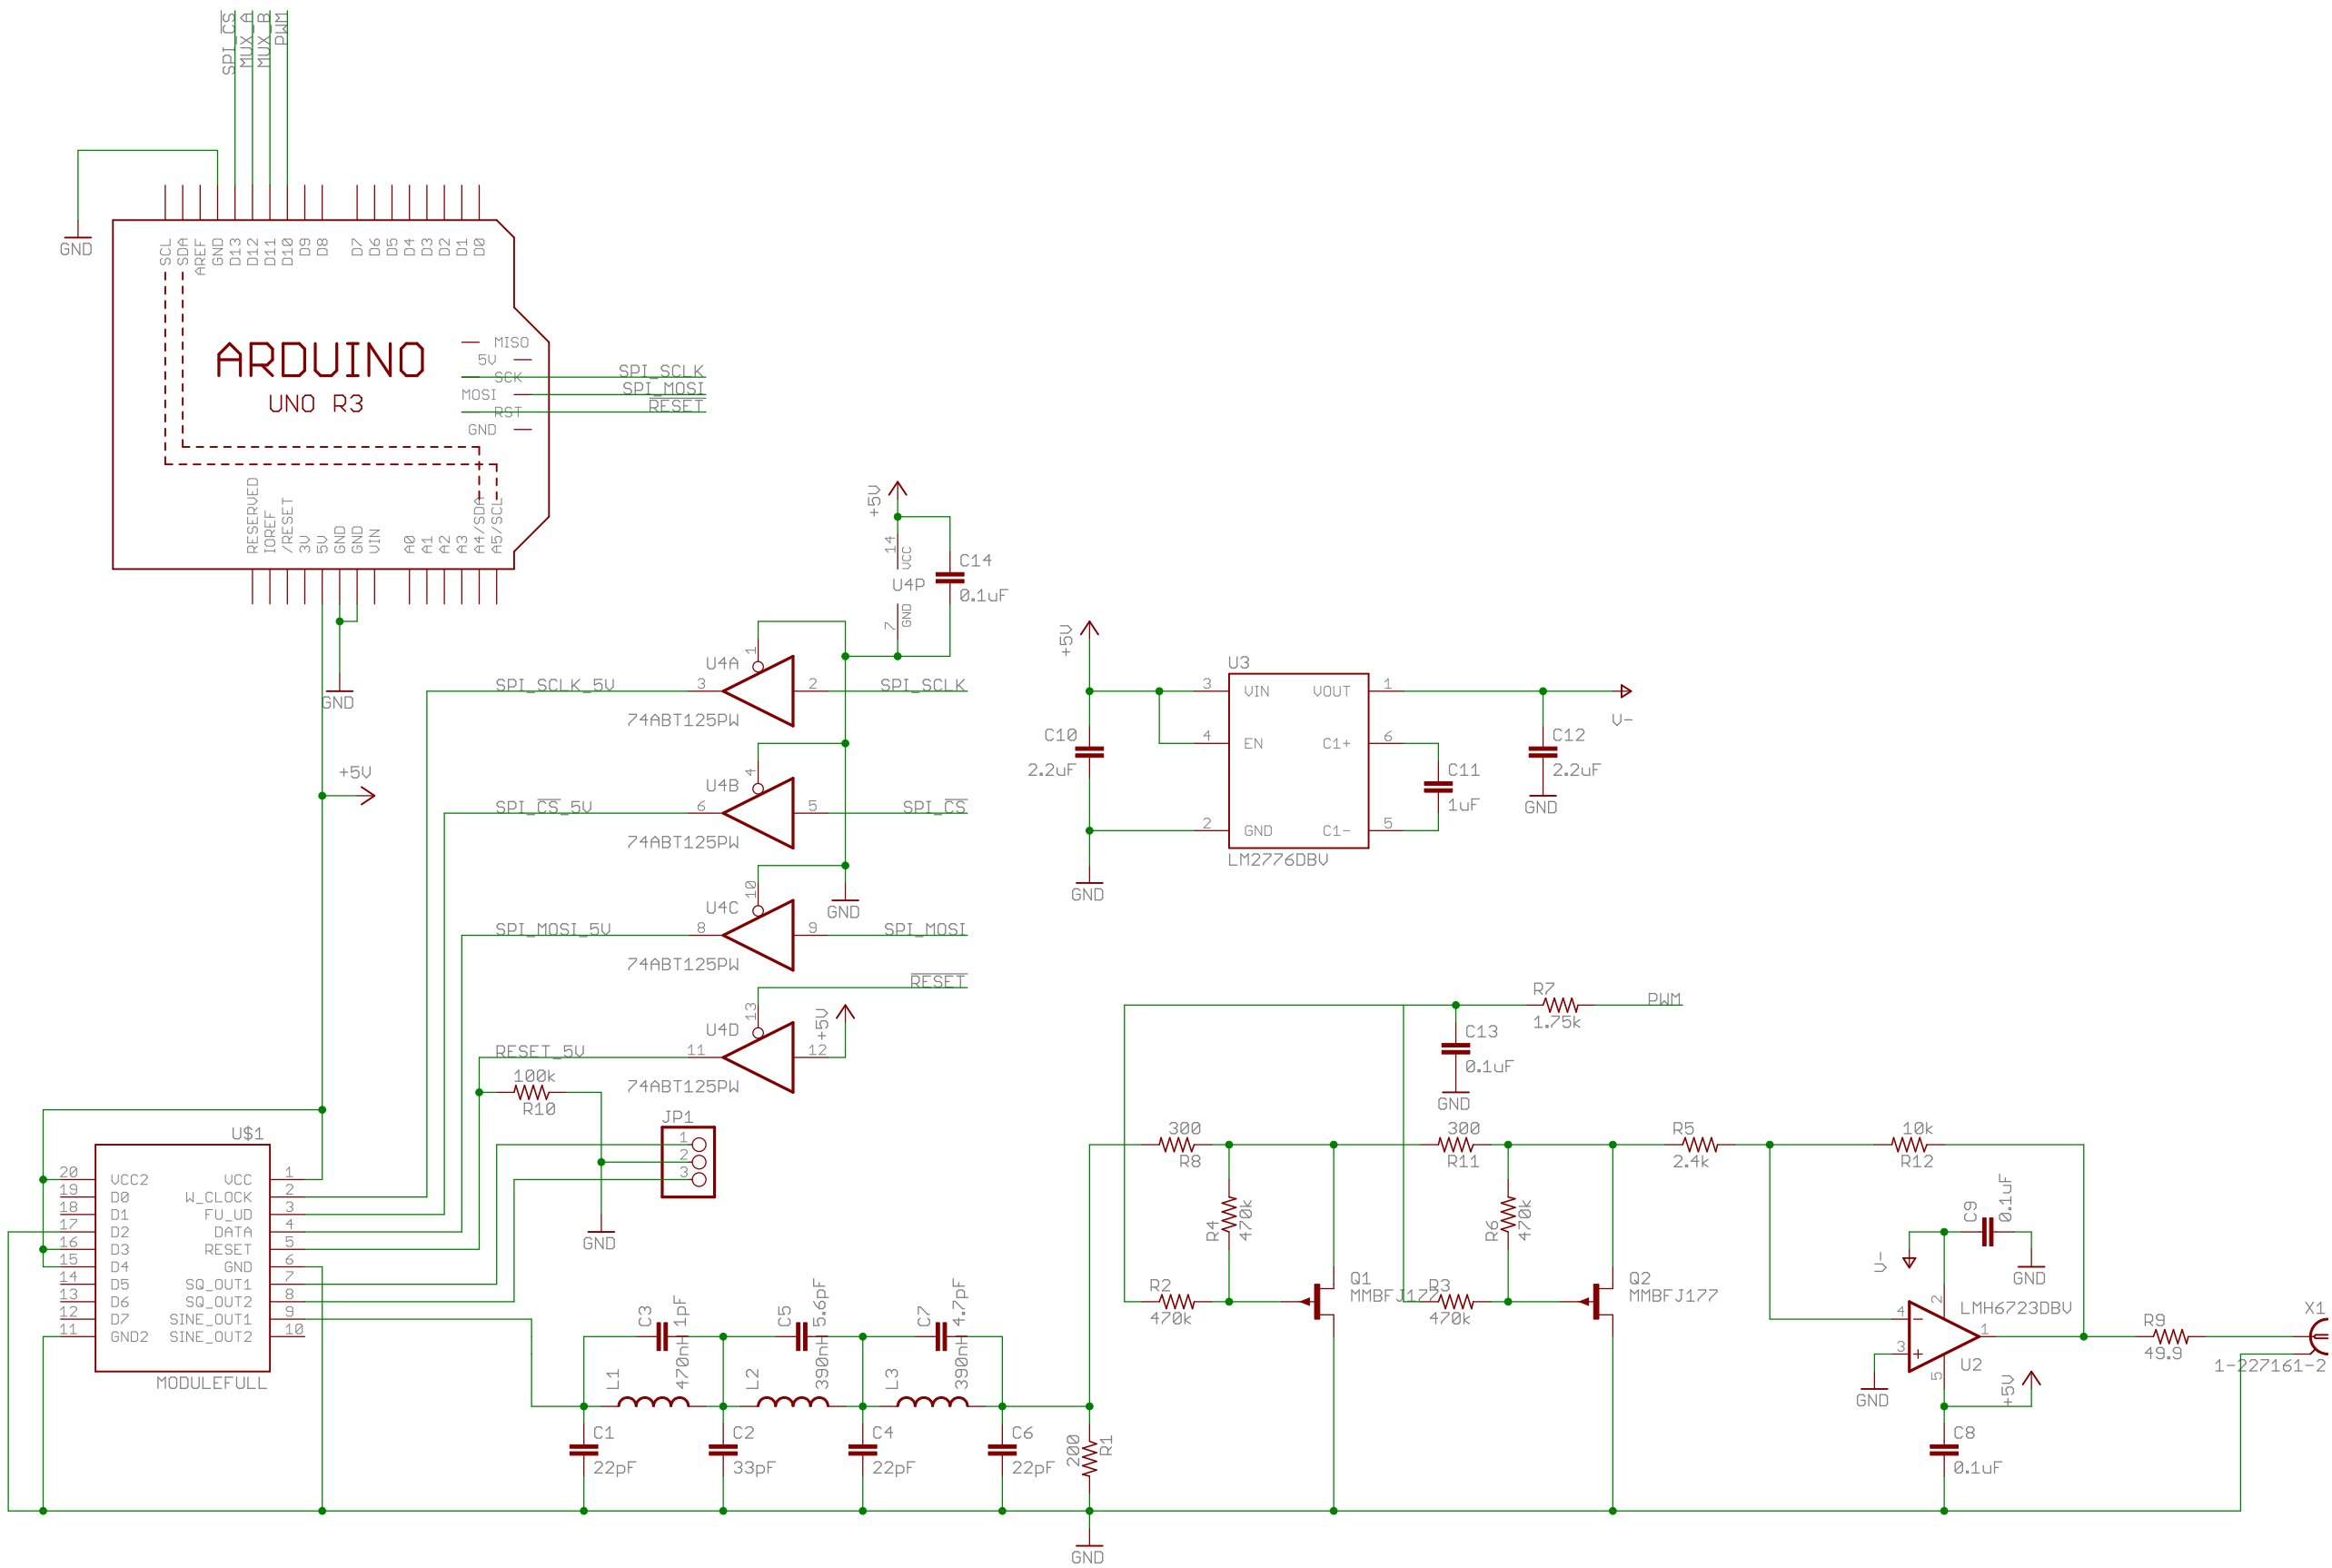 SPI_CS
MUX_A
MUX_B
PWM
GND
SCL
SDA
AREF
GND
D13
D12
D11
D10
D9
D8
D7
D6
D5
D4
D3
D2
D1
D0
ARDUINO
UNO R3
MISO
5V
SCK
MOSI
RST
GND
SPI_SCLK
SPI_MOSI
RESET
RESERVED
IOREF
/RESET
3V
5V
GND
GND
VIN
A0
A1
A2
A3
A4/SDA
A5/SCL
GND
+5V
+5V
14
VCC
U4P
7
GND
C14
0.1uF
U4A
1
3
2
SPI_SCLK_5V
SPI_SCLK
74ABT125PW
U4B
4
6
5
SPI_CS_5V
SPI_CS
74ABT125PW
U4C
10
8
9
SPI_MOSI_5V
SPI_MOSI
74ABT125PW
GND
RESET
U4D
13
11
12
+5V
RESET_5V
74ABT125PW
100k
R10
JP1
1
2
3
GND
+5V
U3
3
VIN
VOUT
1
4
EN
C1+
6
2
GND
C1-
5
LM2776DBV
C10
2.2uF
GND
C11
1uF
C12
2.2uF
GND
V-
U$1
20
VCC2
VCC
1
19
D0
W_CLOCK
2
18
D1
FU_UD
3
17
D2
DATA
4
16
D3
RESET
5
15
D4
GND
6
14
D5
SQ_OUT1
7
13
D6
SQ_OUT2
8
12
D7
SINE_OUT1
9
11
GND2
SINE_OUT2
10
MODULEFULL
C3
1pF
C5
5.6pF
C7
4.7pF
L1
470nH
L2
390nH
L3
390nH
C1
22pF
C2
33pF
C4
22pF
C6
22pF
200
R1
GND
R7
1.75k
PWM
C13
0.1uF
GND
300
R8
300
R11
R5
2.4k
10k
R12
R4
470k
R6
470k
R2
470k
R3
470k
Q1
MMBFJ177
Q2
MMBFJ177
C9
0.1uF
V-
GND
LMH6723DBV
4
2
1
3
5
U2
GND
+5V
C8
0.1uF
R9
49.9
X1
1-227161-2